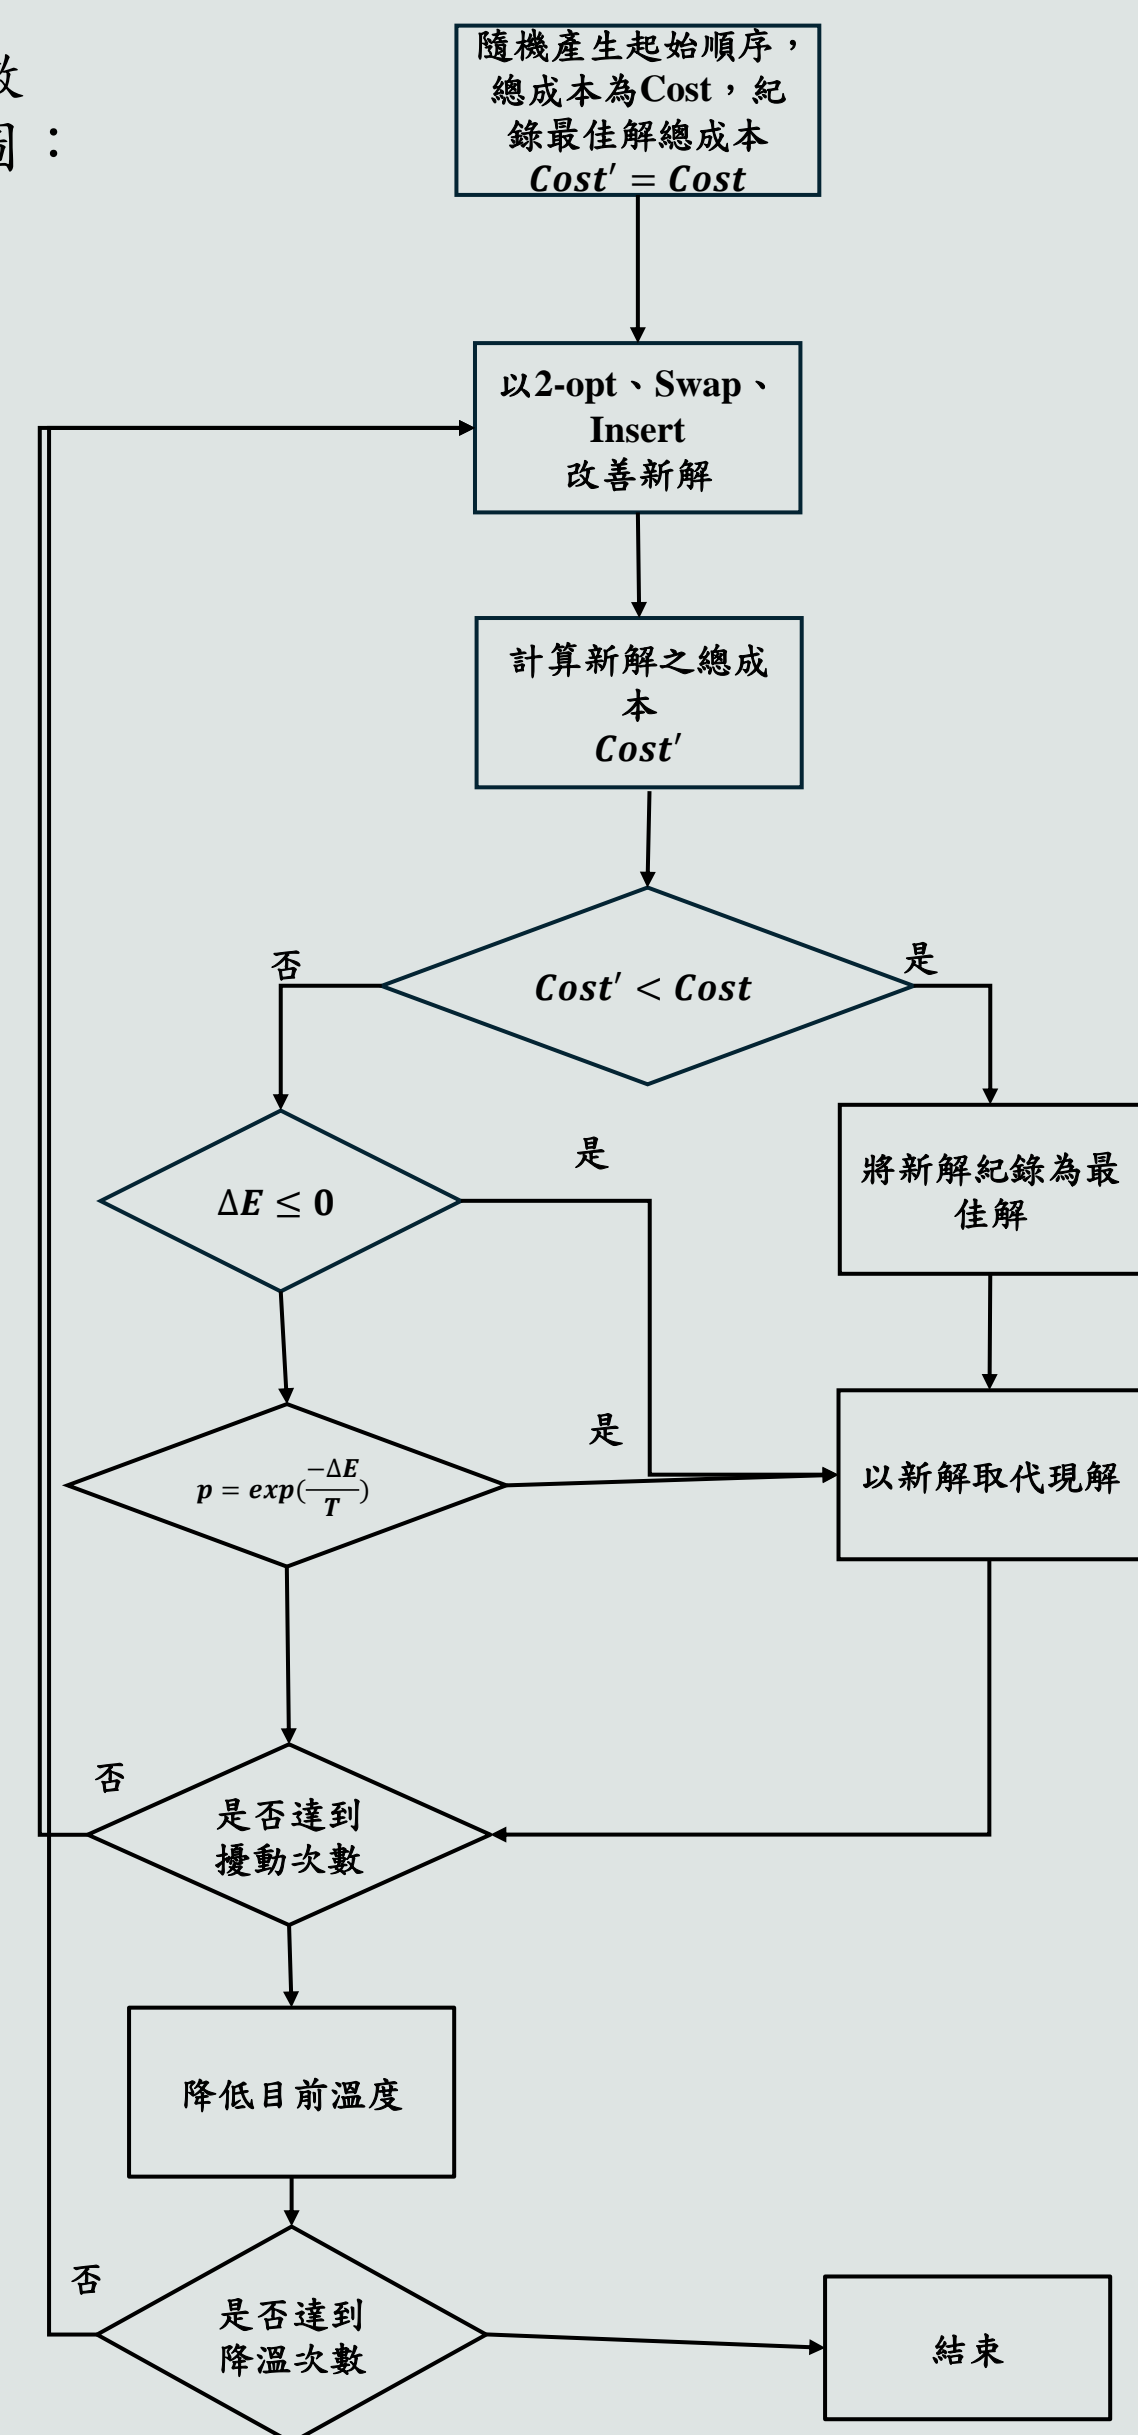 隨機產生起始順序，
總成本為Cost，紀
錄最佳解總成本
Cost′ = Cost
圖：
以2-opt、Swap、
Insert
改善新解
計算新解之總成
本
Cost′
否
是
Cost′ < Cost
是
將新解紀錄為最
佳解
ΔE ≤ 0
是
p = exp(−ΔE/T)
以新解取代現解
否
是否達到
擾動次數
降低目前溫度
否
是否達到
降溫次數
結束